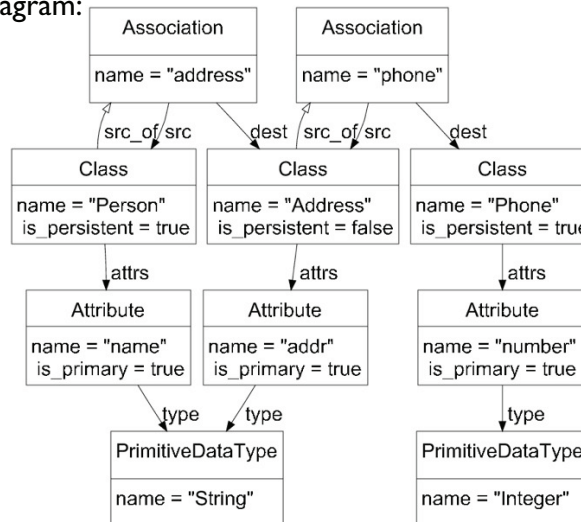 agram:
Association Association
name = "address" name = "phone"
src_of src dest src_of src dest
Class Class Class
name = "Person" name = "Address" name = "Phone"
is_persistent = true is_persistent = false is_persistent = true
attrs attrs attrs
Attribute Attribute Attribute
name = "name" name = "addr" name = "number"
is_primary = true is_primary = true is_primary = true
type type type
PrimitiveDataType PrimitiveDataType
name = "String" name = "Integer"